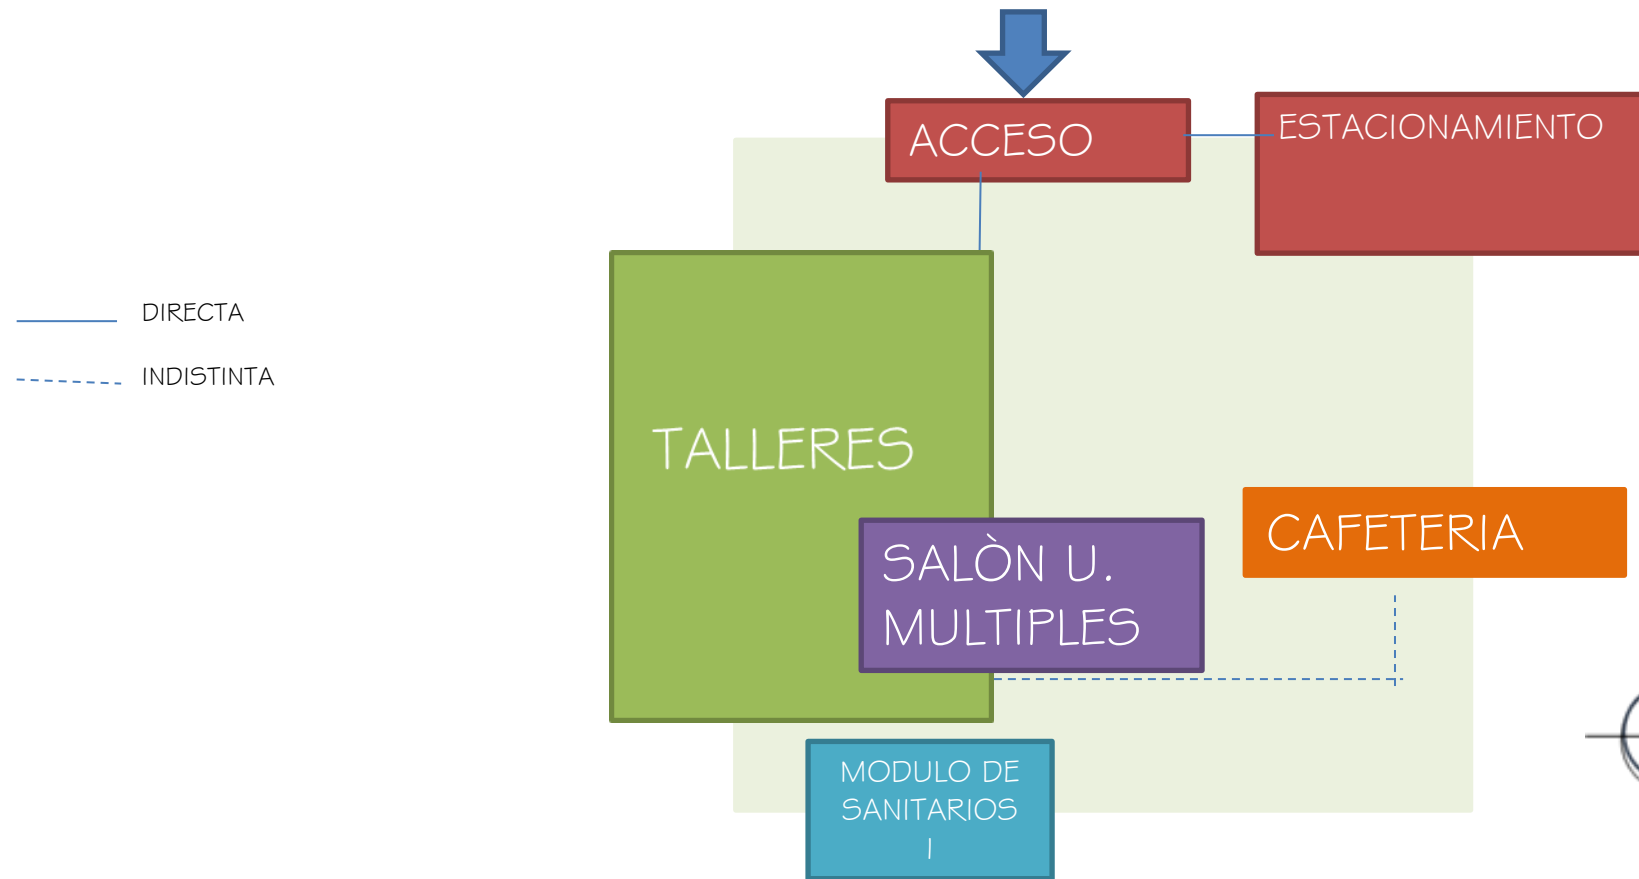 ACCESO
ESTACIONAMIENTO
DIRECTA
INDISTINTA
TALLERES
SALÒN U.
MULTIPLES
CAFETERIA
MODULO DE
SANITARIOS
I